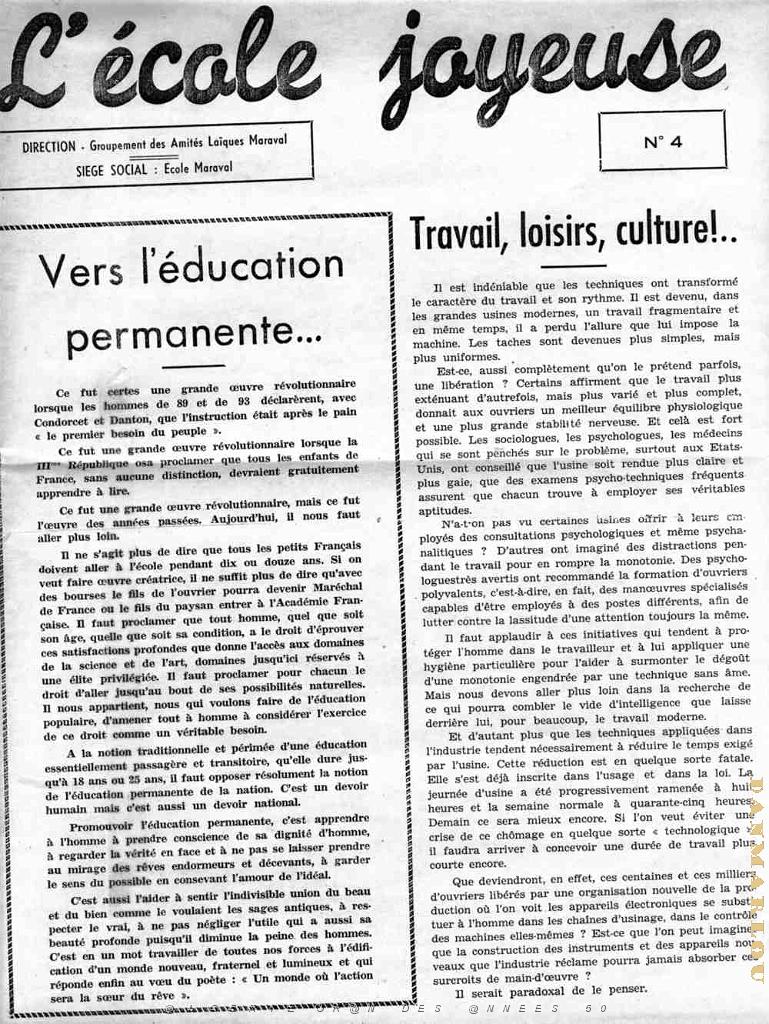 L'école joyeuse
DIRECTION - Groupement des Amités Laïques Maraval
SIEGE SOCIAL : Ecole Maraval
N° 4
Vers l'éducation
permanente...
Ce fut certes une grande œuvre révolutionnaire
lorsque les hommes de 89 et de 93 déclarèrent, avec
Condorcet et Danton, que l'instruction était après le pain
« le premier besoin du peuple ».
Ce fut une grande œuvre révolutionnaire lorsque la
IIIme République osa proclamer que tous les enfants de
France, sans aucune distinction, devraient gratuitement
apprendre à lire.
Ce fut une grande œuvre révolutionnaire, mais ce fut
l'œuvre des années passées. Aujourd'hui, il nous faut
aller plus loin.
Il ne s'agit plus de dire que tous les petits Français
doivent aller à l'école pendant dix ou douze ans. Si on
veut faire œuvre créatrice, il ne suffit plus de dire qu'avec
des bourses le fils de l'ouvrier pourra devenir Maréchal
de France ou le fils du paysan entrer à l'Académie Fran-
çaise. Il faut proclamer que tout homme, quel que soit
son âge, quelle que soit sa condition, a le droit d'éprouver
ces satisfactions profondes que donne l'accès aux domaines
de la science et de l'art, domaines jusqu'ici réservés à
une élite privilégiée. Il faut proclamer pour chacun le
droit d'aller jusqu'au bout de ses possibilités naturelles.
Il nous appartient, nous qui voulons faire de l'éducation
populaire, d'amener tout à homme à considérer l'exercice
de ce droit comme un véritable besoin.
A la notion traditionnelle et périmée d'une éducation
essentiellement passagère et transitoire, qu'elle dure jus-
qu'à 18 ans ou 25 ans, il faut opposer résolument la notion
de l'éducation permanente de la nation. C'est un devoir
humain mais c'est aussi un devoir national.
Promouvoir l'éducation permanente, c'est apprendre
à l'homme à prendre conscience de sa dignité d'homme,
à regarder la vérité en face et à ne pas se laisser prendre
au mirage des rêves endormeurs et décevants, à garder
le sens du possible en consevant l'amour de l'idéal.
C'est aussi l'aider à sentir l'indivisible union du beau
et du bien comme le voulaient les sages antiques, à res-
pecter le vrai, à ne pas négliger l'utile qui a aussi sa
beauté profonde puisqu'il diminue la peine des hommes.
C'est en un mot travailler de toutes nos forces à l'édifi-
cation d'un monde nouveau, fraternel et lumineux et qui
réponde enfin au vœu du poète : « Un monde où l'action
sera la sœur du rêve ».
Travail, loisirs, culture!..
Il est indéniable que les techniques ont transformé
le caractère du travail et son rythme. Il est devenu, dans
les grandes usines modernes, un travail fragmentaire et
en même temps, il a perdu l'allure que lui impose la
machine. Les taches sont devenues plus simples, mais
plus uniformes.
Est-ce, aussi complètement qu'on le prétend parfois,
une libération ? Certains affirment que le travail plus
exténuant d'autrefois, mais plus varié et plus complet,
donnait aux ouvriers un meilleur équilibre physiologique
et une plus grande stabilité nerveuse. Et celà est fort
possible. Les sociologues, les psychologues, les médecins
qui se sont penchés sur le problème, surtout aux Etats-
Unis, ont conseillé que l'usine soit rendue plus claire et
plus gaie, que des examens psycho-techniques fréquents
assurent que chacun trouve à employer ses véritables
aptitudes.
N'a-t-on pas vu certaines usines offrir à leurs em-
ployés des consultations psychologiques et même psycha-
nalitiques ? D'autres ont imaginé des distractions pen-
dant le travail pour en rompre la monotonie. Des psycho-
loguestrès avertis ont recommandé la formation d'ouvriers
polyvalents, c'est-à-dire, en fait, des manœuvres spécialisés
capables d'être employés à des postes différents, afin de
lutter contre la lassitude d'une attention toujours la même.
Il faut applaudir à ces initiatives qui tendent à pro-
téger l'homme dans le travailleur et à lui appliquer une
hygiène particulière pour l'aider à surmonter le dégoût
d'une monotonie engendrée par une technique sans âme.
Mais nous devons aller plus loin dans la recherche de
ce qui pourra combler le vide d'intelligence que laisse
derrière lui, pour beaucoup, le travail moderne.
Et d'autant plus que les techniques appliquées dans
l'industrie tendent nécessairement à réduire le temps exigé
par l'usine. Cette réduction est en quelque sorte fatale.
Elle s'est déjà inscrite dans l'usage et dans la loi. La
journée d'usine a été progressivement ramenée à huit
heures et la semaine normale à quarante-cinq heures.
Demain ce sera mieux encore. Si l'on veut éviter une
crise de ce chômage en quelque sorte « technologique »,
il faudra arriver à concevoir une durée de travail plus
courte encore.
Que deviendront, en effet, ces centaines et ces milliers
d'ouvriers libérés par une organisation nouvelle de la pro-
duction où l'on voit les appareils électroniques se substi-
tuer à l'homme dans les chaînes d'usinage, dans le contrôle
des machines elles-mêmes ? Est-ce que l'on peut imaginer
que la construction des instruments et des appareils nou-
veaux que l'industrie réclame pourra jamais absorber ce
surcroits de main-d'œuvre ?
Il serait paradoxal de le penser.
DAYMARLOU
OR@N DES @NNEES 60